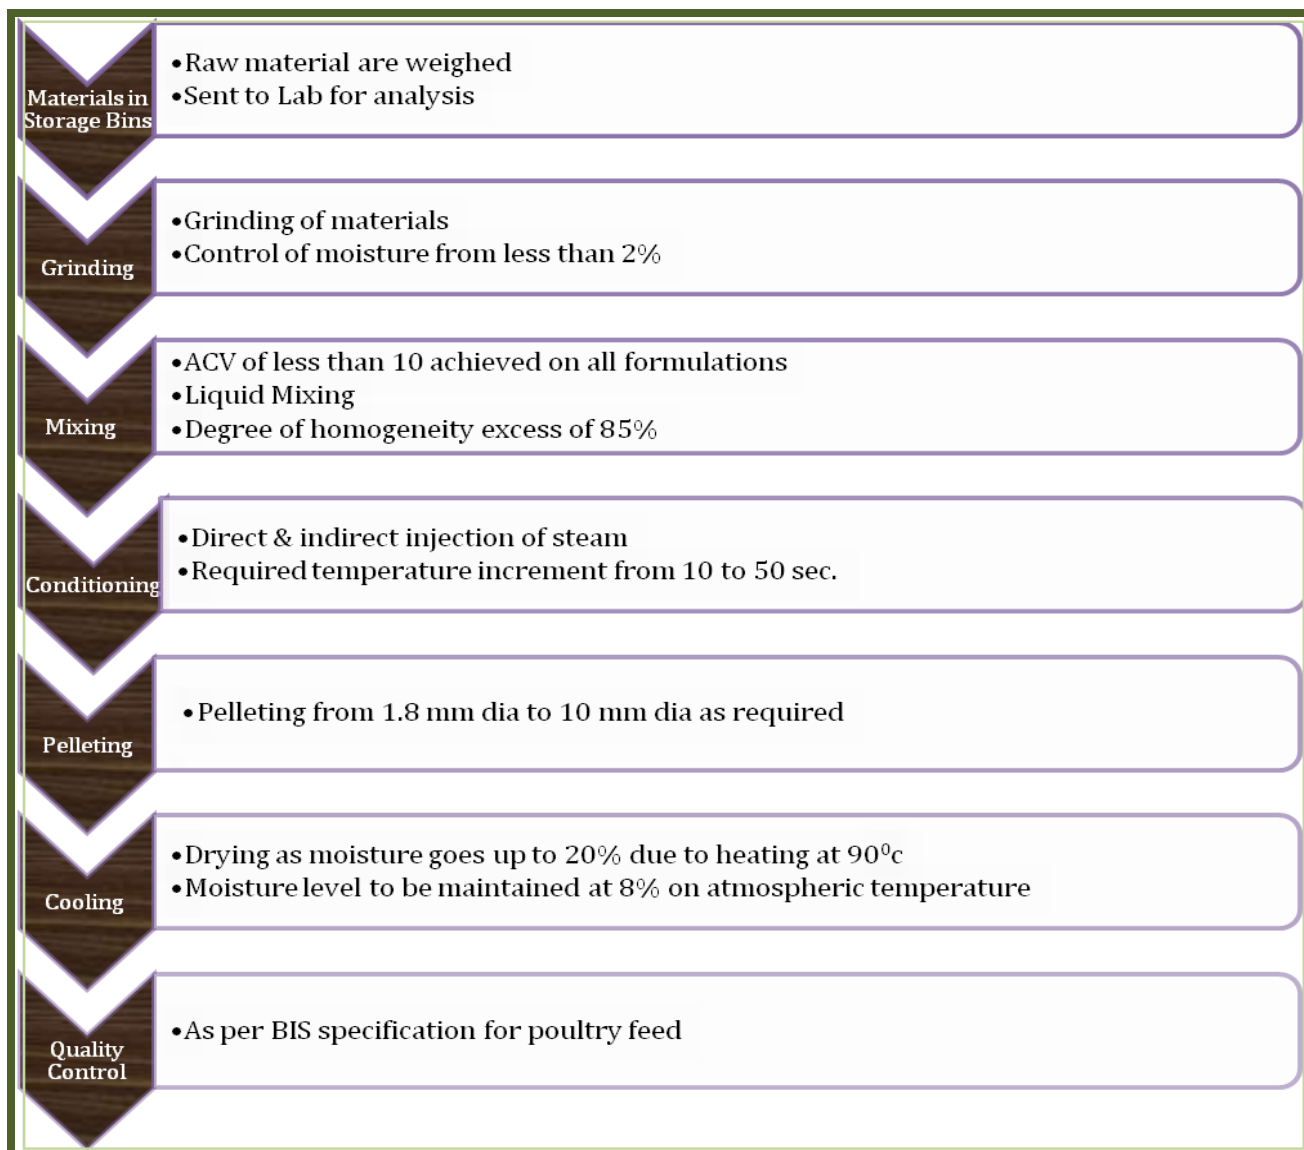 Materials in
Storage Bins
•Raw material are weighed
•Sent to Lab for analysis
Grinding
•Grinding of materials
•Control of moisture from less than 2%
Mixing
•ACV of less than 10 achieved on all formulations
•Liquid Mixing
•Degree of homogeneity excess of 85%
Conditioning
•Direct & indirect injection of steam
•Required temperature increment from 10 to 50 sec.
Pelleting
•Pelleting from 1.8 mm dia to 10 mm dia as required
Cooling
•Drying as moisture goes up to 20% due to heating at 90⁰c
•Moisture level to be maintained at 8% on atmospheric temperature
Quality
Control
•As per BIS specification for poultry feed